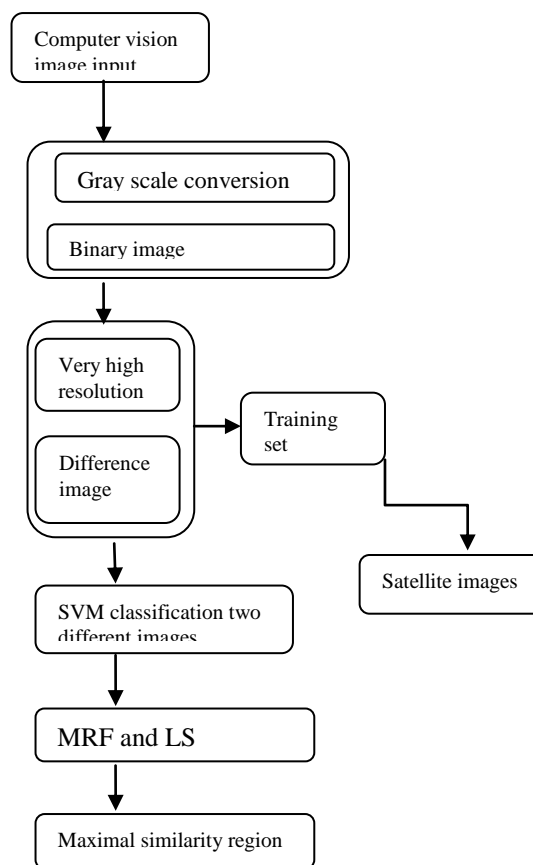 Computer vision
image input
Gray scale conversion
Binary image
Very high
resolution
Difference
image
Training
set
Satellite images
SVM classification two
different images
MRF and LS
Maximal similarity region